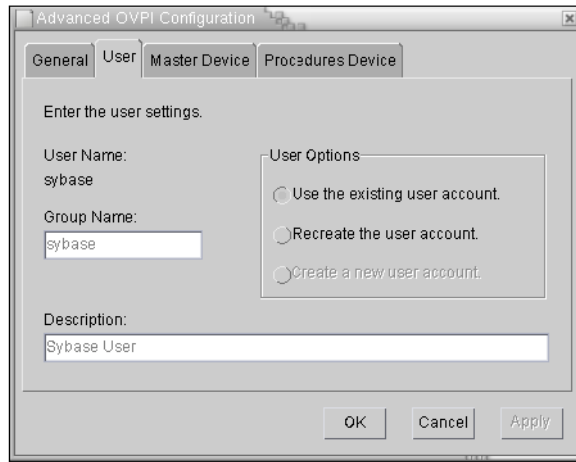 Advanced OVPI Configuration
General User Master Device Procedures Device
Enter the user settings.
User Name:
sybase
Group Name:
sybase
User Options
Use the existing user account.
Recreate the user account.
Create a new user account.
Description:
Sybase User
OK Cancel Apply